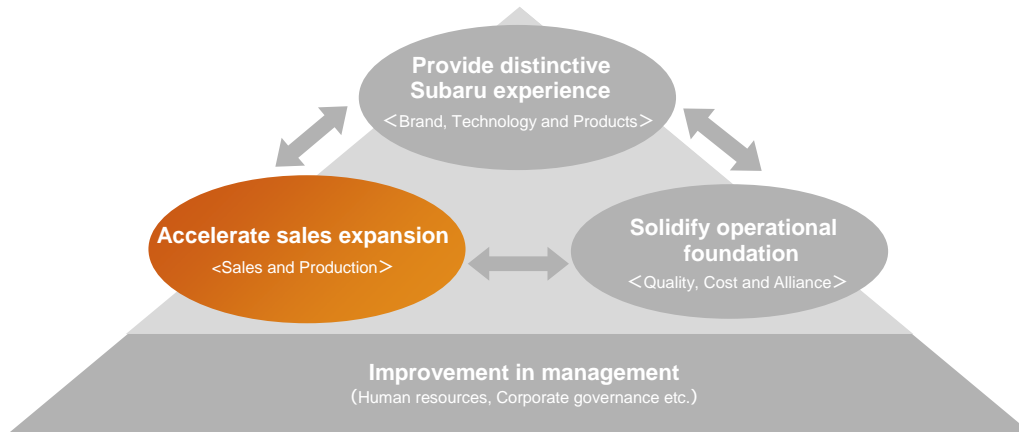 Provide distinctive
Subaru experience
＜Brand, Technology and Products＞
Accelerate sales expansion
<Sales and Production＞
Solidify operational
foundation
＜Quality, Cost and Alliance＞
Improvement in management
（Human resources, Corporate governance etc.）